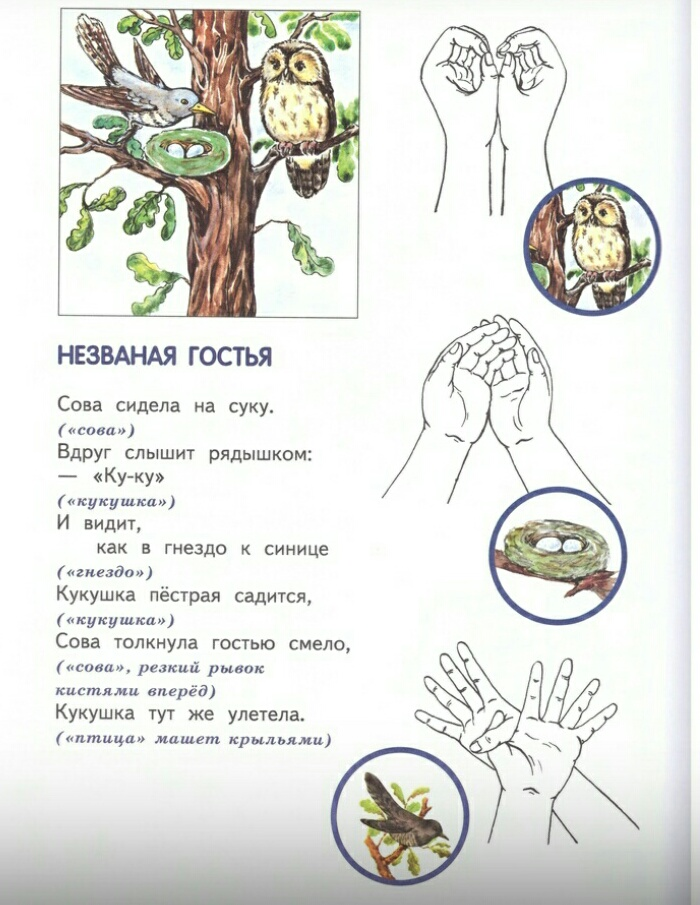 НЕЗВАНАЯ ГОСТЬЯ
Сова сидела на суку.
(«сова»)
Вдруг слышит рядышком:
— «Ку-ку»
(«кукушка»)
И видит,
как в гнездо к синице
(«гнездо»)
Кукушка пёстрая садится,
(«кукушка»)
Сова толкнула гостью смело,
(«сова», резкий рывок
кистями вперёд)
Кукушка тут же улетела.
(«птица» машет крыльями)